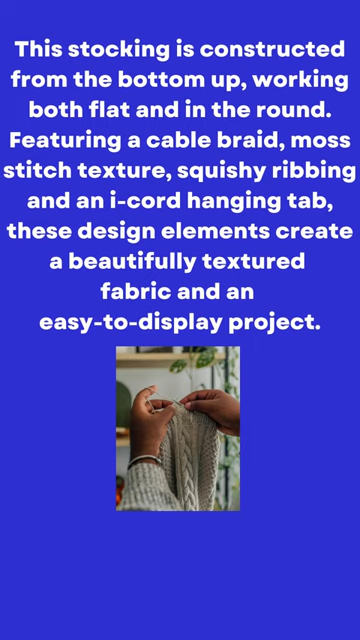 This stocking is constructed
from the bottom up, working
both flat and in the round.
Featuring a cable braid, moss
stitch texture, squishy ribbing
and an i-cord hanging tab,
these design elements create
a beautifully textured
fabric and an
easy-to-display project.